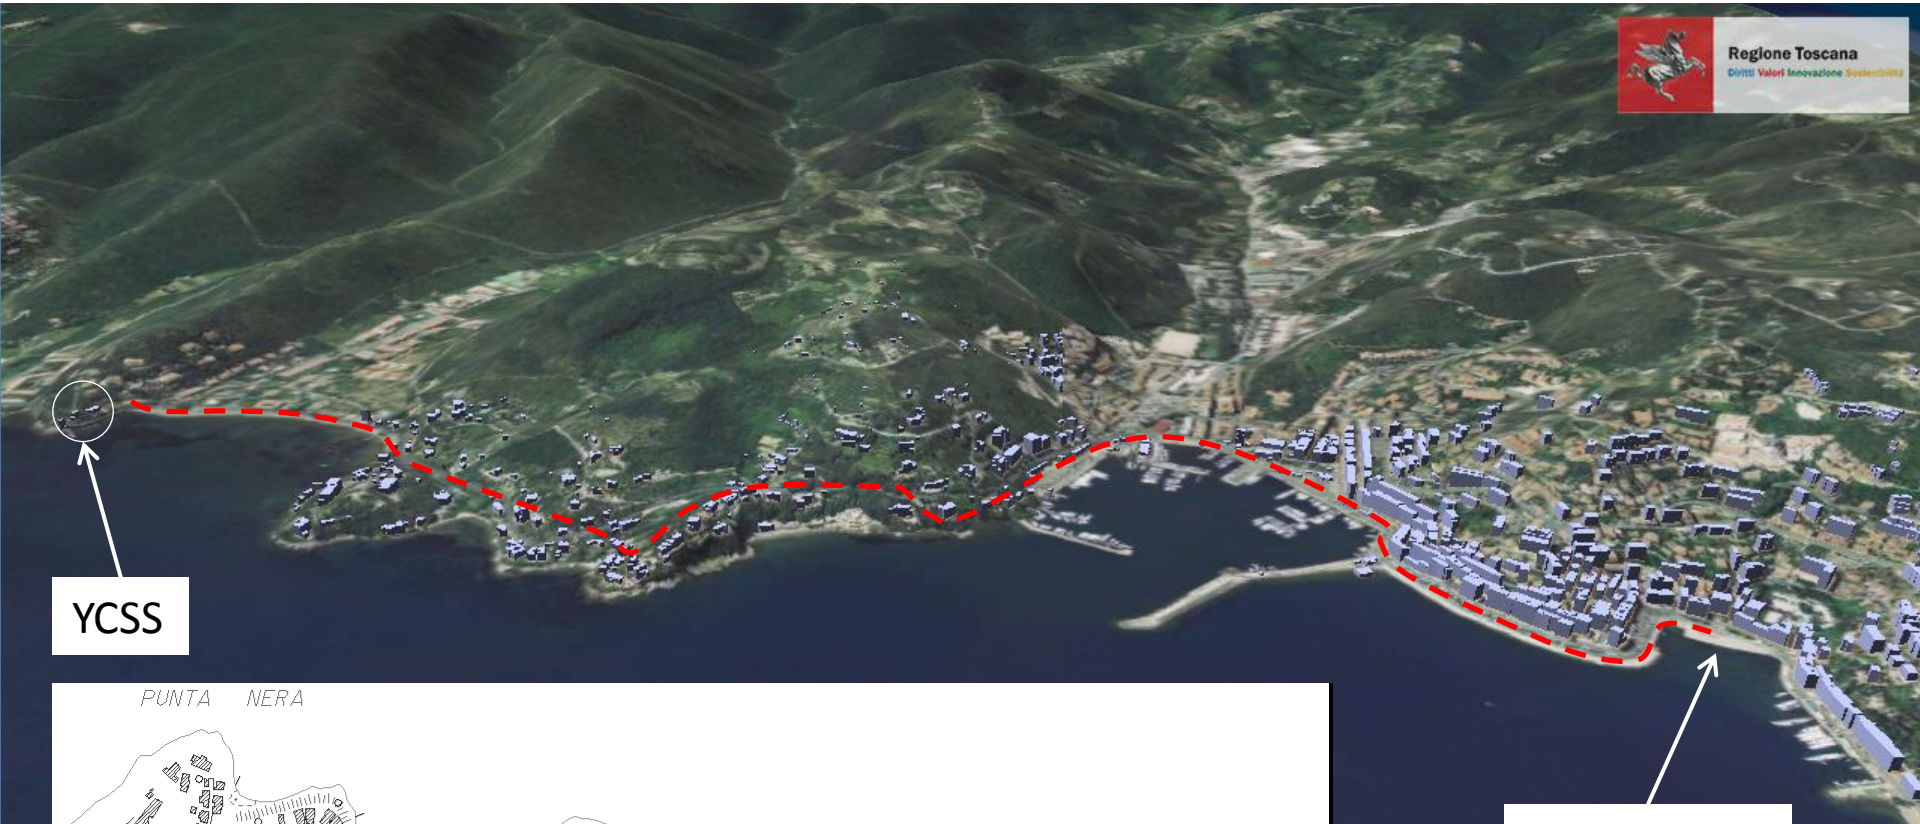 Regione Toscana
Diritti Valori Innovazione Sostenibilità
YCSS
PUNTA NERA